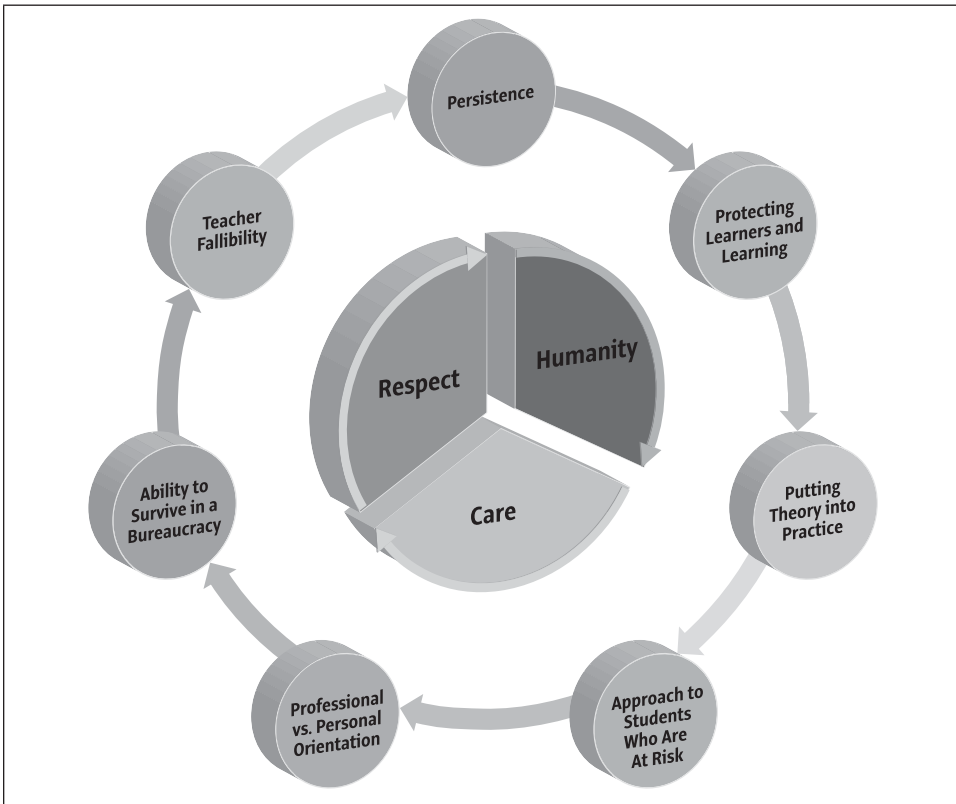 Persistence
Protecting
Learners and
Learning
Putting
Theory into
Practice
Approach to
Students
Who Are
At Risk
Professional
vs. Personal
Orientation
Ability to
Survive in a
Bureaucracy
Teacher
Fallibility
Respect
Humanity
Care